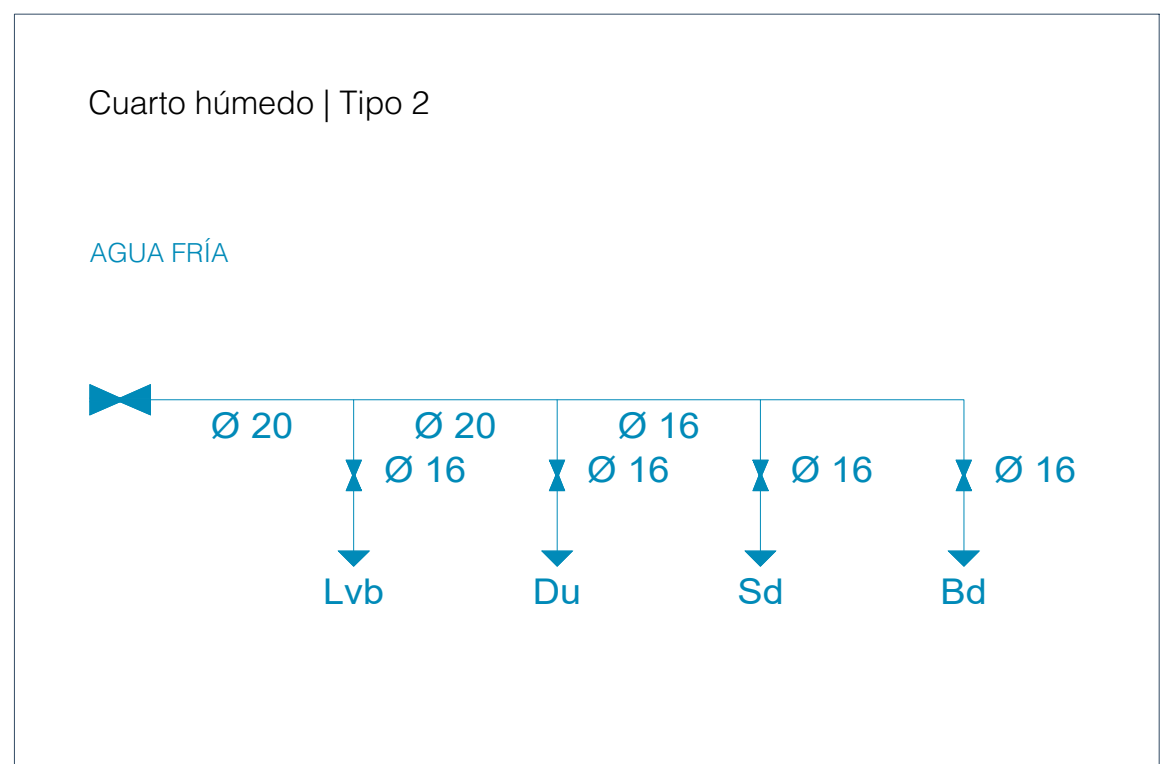 Cuarto húmedo | Tipo 2
AGUA FRÍA
Ø 20 Ø 20 Ø 16
Ø 16 Ø 16 Ø 16 Ø 16
Lvb Du Sd Bd